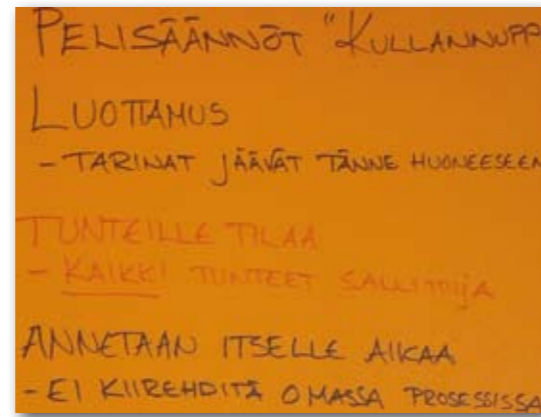 PELISÄÄNNÖT "KULLANNUPP
LUOTTAMUS
- TARINAT JÄÄVÄT TÄNNE HUONEESEEN
TUNTEILLE TILAA
- KAIKKI TUNTEET SALLITTUJA
ANNETAAN ITSELLE AIKAA
- EI KIIREHDITÄ OMASSA PROSESSISSA